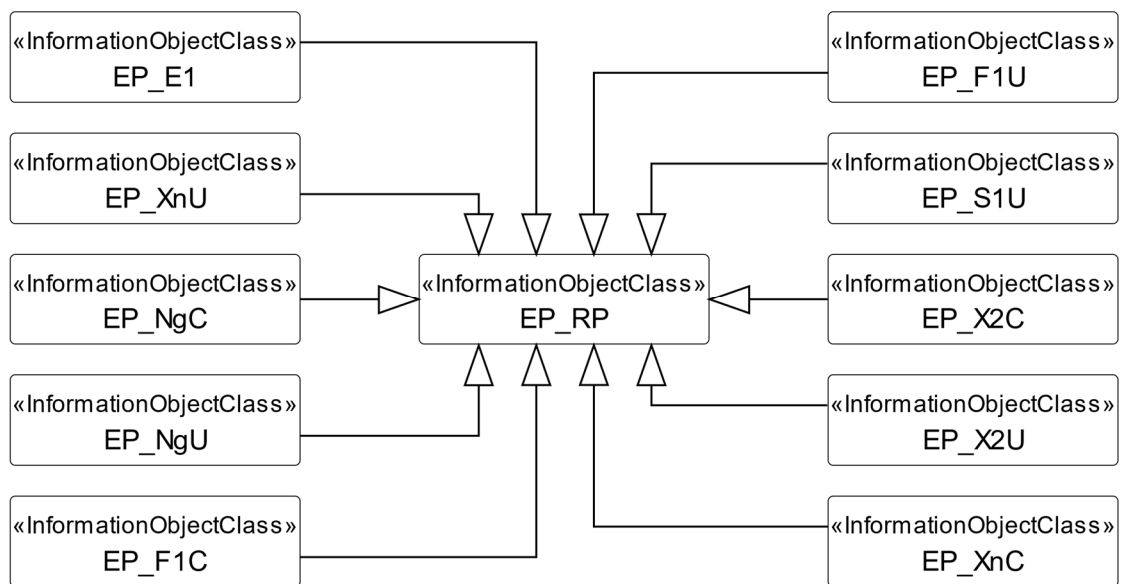 «InformationObjectClass»
EP_E1
«InformationObjectClass»
EP_XnU
«InformationObjectClass»
EP_NgC
«InformationObjectClass»
EP_NgU
«InformationObjectClass»
EP_F1C
«InformationObjectClass»
EP_RP
«InformationObjectClass»
EP_F1U
«InformationObjectClass»
EP_S1U
«InformationObjectClass»
EP_X2C
«InformationObjectClass»
EP_X2U
«InformationObjectClass»
EP_XnC